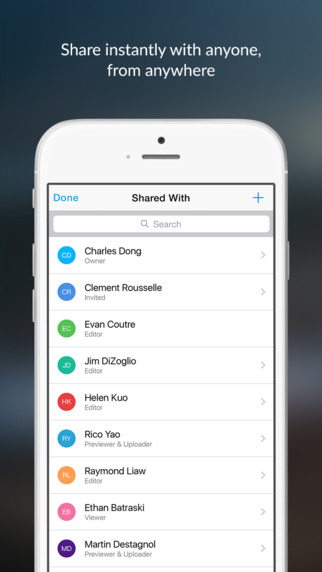 Share instantly with anyone,
from anywhere
Done
Shared With
+
Search
CD
Charles Dong
Owner
CR
Clement Rousselle
Invited
EC
Evan Coutre
Editor
JD
Jim DiZoglio
Editor
HK
Helen Kuo
Editor
RY
Rico Yao
Previewer & Uploader
RL
Raymond Liaw
Editor
EB
Ethan Batraski
Viewer
MD
Martin Destagnol
Previewer & Uploader